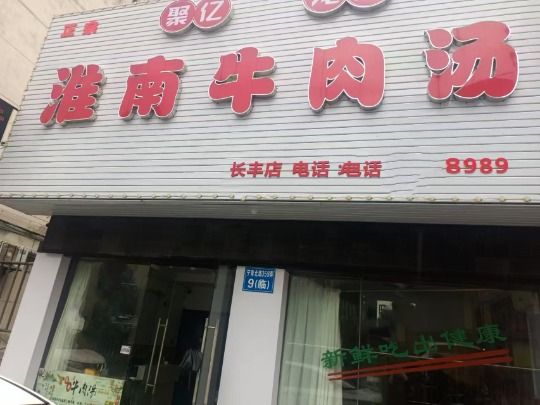 正宗 聚亿
淮南牛肉汤
长丰店 电话:电话 8989
9(临)
新鲜吃出健康
牛肉汤